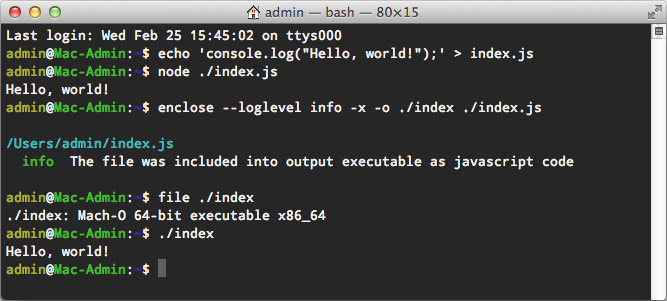 admin — bash — 80×15
Last login: Wed Feb 25 15:45:02 on ttys000
admin@Mac-Admin:~$ echo 'console.log("Hello, world!");' > index.js
admin@Mac-Admin:~$ node ./index.js
Hello, world!
admin@Mac-Admin:~$ enclose --loglevel info -x -o ./index ./index.js
/Users/admin/index.js
info  The file was included into output executable as javascript code
admin@Mac-Admin:~$ file ./index
./index: Mach-O 64-bit executable x86_64
admin@Mac-Admin:~$ ./index
Hello, world!
admin@Mac-Admin:~$